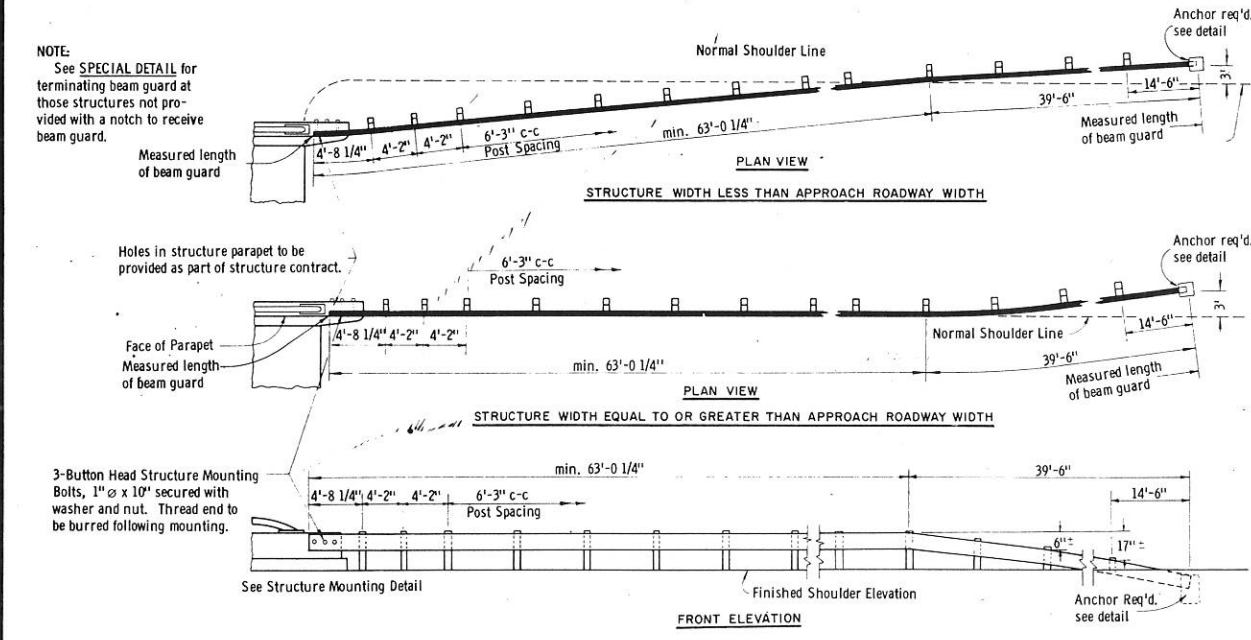 NOTE:
See SPECIAL DETAIL for
terminating beam guard at
those structures not pro-
vided with a notch to receive
beam guard.
Normal Shoulder Line
Anchor req'd.
see detail
3'
14'-6"
39'-6"
Measured length
of beam guard
Measured length
of beam guard
4'-8 1/4"
4'-2"
4'-2"
6'-3" c-c
Post Spacing
min. 63'-0 1/4"
PLAN VIEW
STRUCTURE WIDTH LESS THAN APPROACH ROADWAY WIDTH
Holes in structure parapet to be
provided as part of structure contract.
6'-3" c-c
Post Spacing
Anchor req'd.
see detail
3'
14'-6"
Normal Shoulder Line
39'-6"
Measured length
of beam guard
Face of Parapet
Measured length
of beam guard
4'-8 1/4"
4'-2"
4'-2"
min. 63'-0 1/4"
PLAN VIEW
STRUCTURE WIDTH EQUAL TO OR GREATER THAN APPROACH ROADWAY WIDTH
3-Button Head Structure Mounting
Bolts, 1" ø x 10" secured with
washer and nut. Thread end to
be burred following mounting.
min. 63'-0 1/4"
39'-6"
4'-8 1/4"
4'-2"
4'-2"
6'-3" c-c
Post Spacing
14'-6"
6" ±
17" ±
See Structure Mounting Detail
Finished Shoulder Elevation
Anchor Req'd.
see detail
FRONT ELEVATION